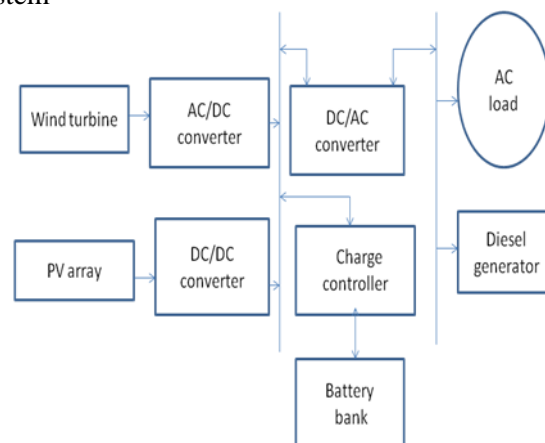 stem
Wind turbine
AC/DC
converter
DC/AC
converter
AC
load
PV array
DC/DC
converter
Charge
controller
Diesel
generator
Battery
bank